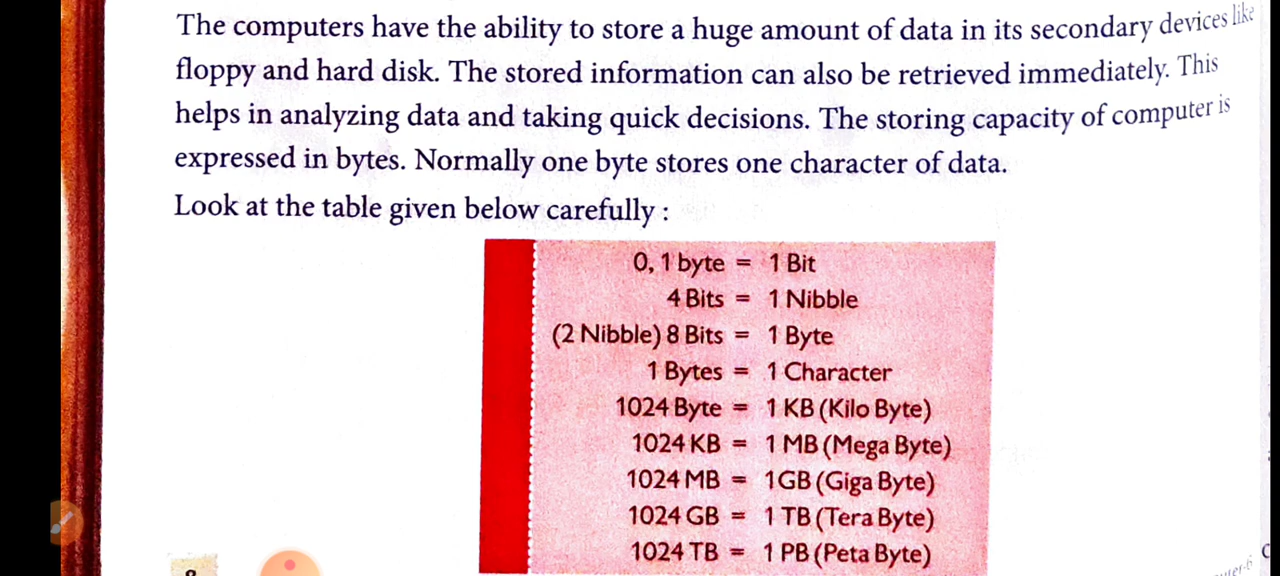 The computers have the ability to store a huge amount of data in its secondary devices like
floppy and hard disk. The stored information can also be retrieved immediately. This
helps in analyzing data and taking quick decisions. The storing capacity of computer is
expressed in bytes. Normally one byte stores one character of data.
Look at the table given below carefully :
0, 1 byte = 1 Bit
4 Bits = 1 Nibble
(2 Nibble) 8 Bits = 1 Byte
1 Bytes = 1 Character
1024 Byte = 1 KB (Kilo Byte)
1024 KB = 1 MB (Mega Byte)
1024 MB = 1GB (Giga Byte)
1024 GB = 1 TB (Tera Byte)
1024 TB = 1 PB (Peta Byte)